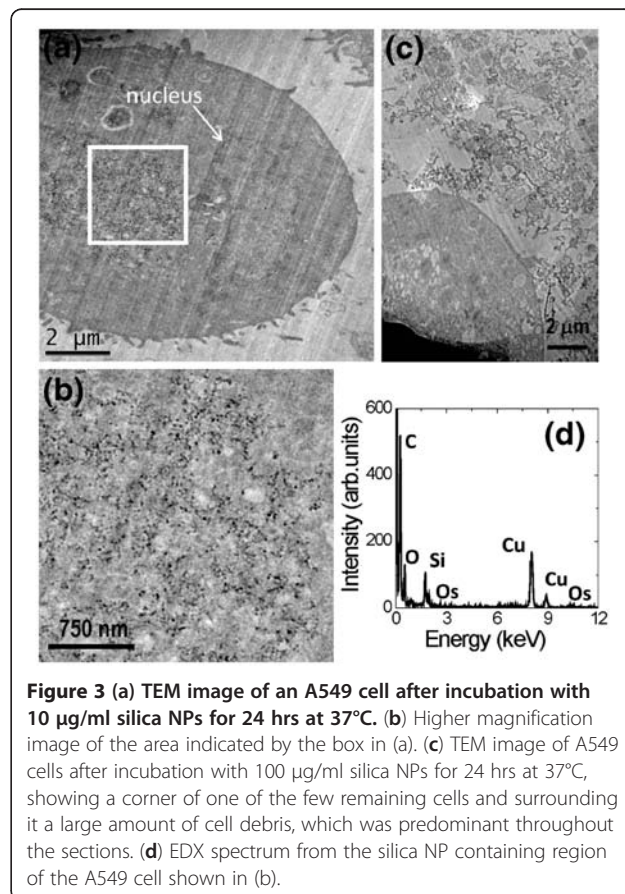 (a)
(c)
nucleus
2 μm
2 μm
(b)
750 nm
(d)
600
400
200
0
Intensity (arb.units)
C
O
Si
Os
Cu
Cu
Os
0 3 6 9 12
Energy (keV)
Figure 3 (a) TEM image of an A549 cell after incubation with
10 μg/ml silica NPs for 24 hrs at 37°C. (b) Higher magnification
image of the area indicated by the box in (a). (c) TEM image of A549
cells after incubation with 100 μg/ml silica NPs for 24 hrs at 37°C,
showing a corner of one of the few remaining cells and surrounding
it a large amount of cell debris, which was predominant throughout
the sections. (d) EDX spectrum from the silica NP containing region
of the A549 cell shown in (b).